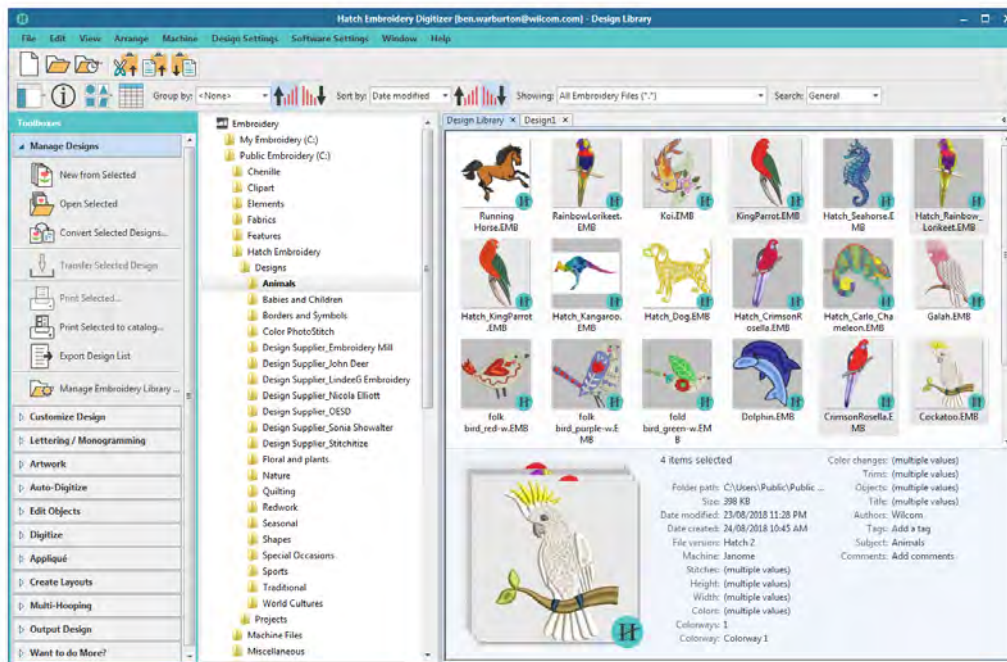 Hatch Embroidery Digitizer [ben.warburton@wilcom.com] - Design Library
File Edit View Arrange Machine Design Settings Software Settings Window Help
Group by: <None> Sort by: Date modified Showing: All Embroidery Files (*.*) Search: General
Toolboxes
Manage Designs
New from Selected
Open Selected
Convert Selected Designs...
Transfer Selected Design
Print Selected...
Print Selected to catalog...
Export Design List
Manage Embroidery Library ...
Customize Design
Lettering / Monogramming
Artwork
Auto-Digitize
Edit Objects
Digitize
Appliqué
Create Layouts
Multi-Hooping
Output Design
Want to do More?
Embroidery
My Embroidery (C:)
Public Embroidery (C:)
Chenille
Clipart
Elements
Fabrics
Features
Hatch Embroidery
Designs
Animals
Babies and Children
Borders and Symbols
Color PhotoStitch
Design Supplier_Embroidery Mill
Design Supplier_John Deer
Design Supplier_LindeeG Embroidery
Design Supplier_Nicola Elliott
Design Supplier_OESD
Design Supplier_Sonia Showalter
Design Supplier_Stitchitize
Floral and plants
Nature
Quilting
Redwork
Seasonal
Shapes
Special Occasions
Sports
Traditional
World Cultures
Projects
Machine Files
Miscellaneous
Design Library Design1
Running
Horse.EMB
RainbowLorikeet.
EMB
Koi.EMB
KingParrot.EMB
Hatch_Seahorse.E
MB
Hatch_Rainbow_
Lorikeet.EMB
Hatch_KingParrot
.EMB
Hatch_Kangaroo.
EMB
Hatch_Dog.EMB
Hatch_CrimsonR
osella.EMB
Hatch_Carlo_Cha
meleon.EMB
Galah.EMB
folk
bird_red-w.EMB
folk
bird_purple-w.E
MB
fold
bird_green-w.EM
B
Dolphin.EMB
CrimsonRosella.E
MB
Cockatoo.EMB
4 items selected
Folder path: C:\Users\Public\Public ...
Size: 398 KB
Date modified: 23/08/2018 11:28 PM
Date created: 24/08/2018 10:45 AM
File version: Hatch 2
Machine: Janome
Stitches: (multiple values)
Height: (multiple values)
Width: (multiple values)
Colors: (multiple values)
Colorways: 1
Colorway: Colorway 1
Color changes: (multiple values)
Trims: (multiple values)
Objects: (multiple values)
Title: (multiple values)
Authors: Wilcom
Tags: Add a tag
Subject: Animals
Comments: Add comments